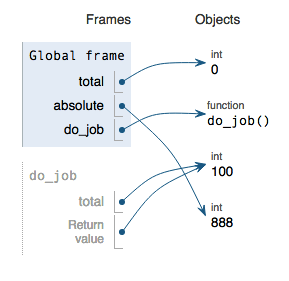 Frames Objects
Global frame
total
absolute
do_job
int
0
function
do_job()
do_job
total
Return
value
int
100
int
888